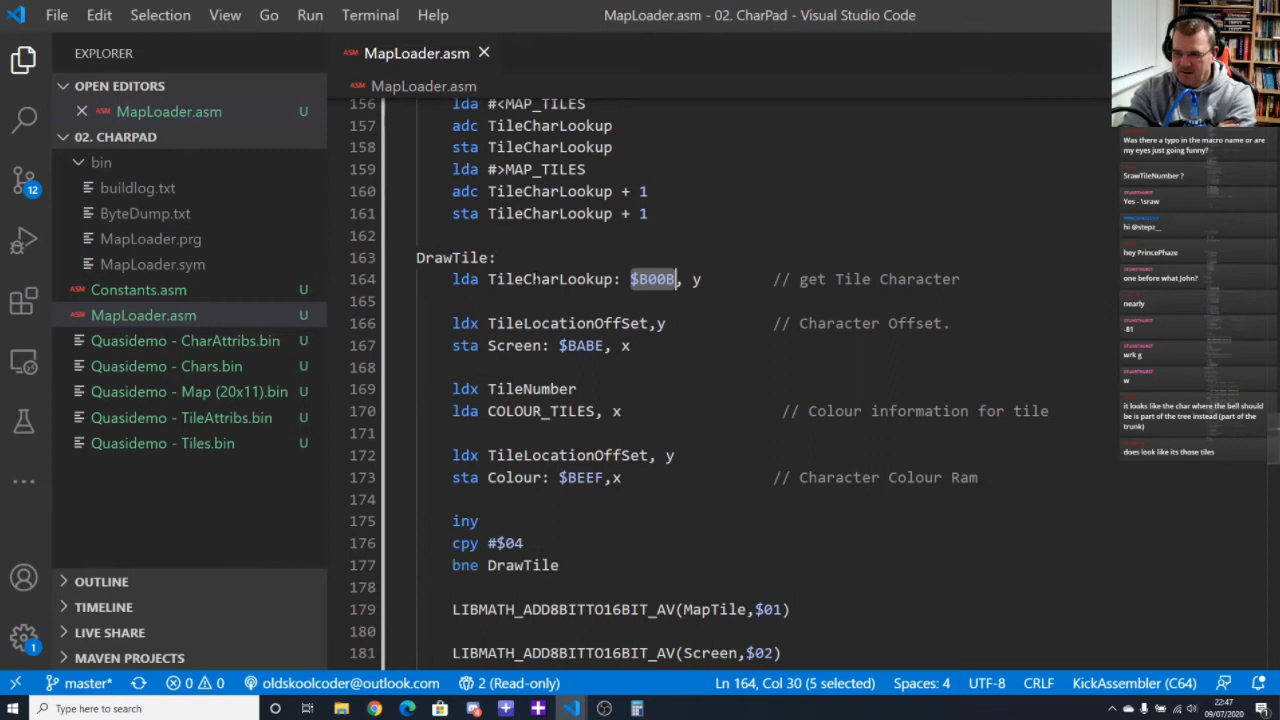 File Edit Selection View Go Run Terminal Help MapLoader.asm - 02. CharPad - Visual Studio Code
EXPLORER
OPEN EDITORS
ASM MapLoader.asm U
02. CHARPAD
bin
buildlog.txt
ByteDump.txt
MapLoader.prg
MapLoader.sym
Constants.asm U
MapLoader.asm U
Quasidemo - CharAttribs.bin U
Quasidemo - Chars.bin U
Quasidemo - Map (20x11).bin U
Quasidemo - TileAttribs.bin U
Quasidemo - Tiles.bin U
OUTLINE
TIMELINE
LIVE SHARE
MAVEN PROJECTS
12
1
ASM MapLoader.asm
ASM MapLoader.asm
156 lda #<MAP_TILES
157 adc TileCharLookup
158 sta TileCharLookup
159 lda #>MAP_TILES
160 adc TileCharLookup + 1
161 sta TileCharLookup + 1
162
163 DrawTile:
164 lda TileCharLookup: $B00B, y // get Tile Character
165
166 ldx TileLocationOffSet,y // Character Offset.
167 sta Screen: $BABE, x
168
169 ldx TileNumber
170 lda COLOUR_TILES, x // Colour information for tile
171
172 ldx TileLocationOffSet, y
173 sta Colour: $BEEF,x // Character Colour Ram
174
175 iny
176 cpy #$04
177 bne DrawTile
178
179 LIBMATH_ADD8BITTO16BIT_AV(MapTile,$01)
180
181 LIBMATH_ADD8BITTO16BIT_AV(Screen,$02)
Was there a typo in the macro name or are
my eyes just going funny?
SrawTileNumber ?
Yes - \sraw
hi @stepz__
hey PrincePhaze
one before what John?
nearly
-81
wrk g
w
it looks like the char where the bell should
be is part of the tree instead (part of the
trunk)
does look like its those tiles
master* 0 0 oldskoolcoder@outlook.com 2 (Read-only) Ln 164, Col 30 (5 selected) Spaces: 4 UTF-8 CRLF KickAssembler (C64)
Type here to search
22:47
09/07/2020